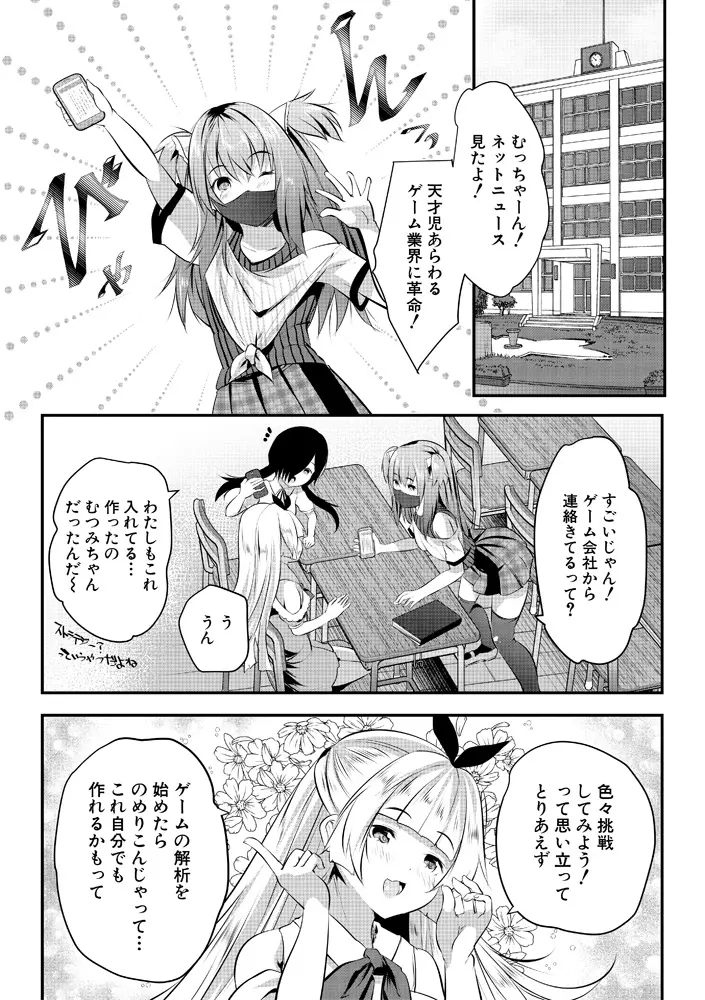 むっちゃーん!
ネットニュース
見たよ!
天才児あらわる
ゲーム業界に革命!
すごいじゃん!
ゲーム会社から
連絡きてるって?
わたしもこれ
入れてる…
作ったの
むつみちゃん
だったんだ~
う
うん
色々挑戦
してみよう!
って思い立って
とりあえず
ゲームの解析を
始めたら
のめりこんじゃって…
これ自分でも
作れるかもって